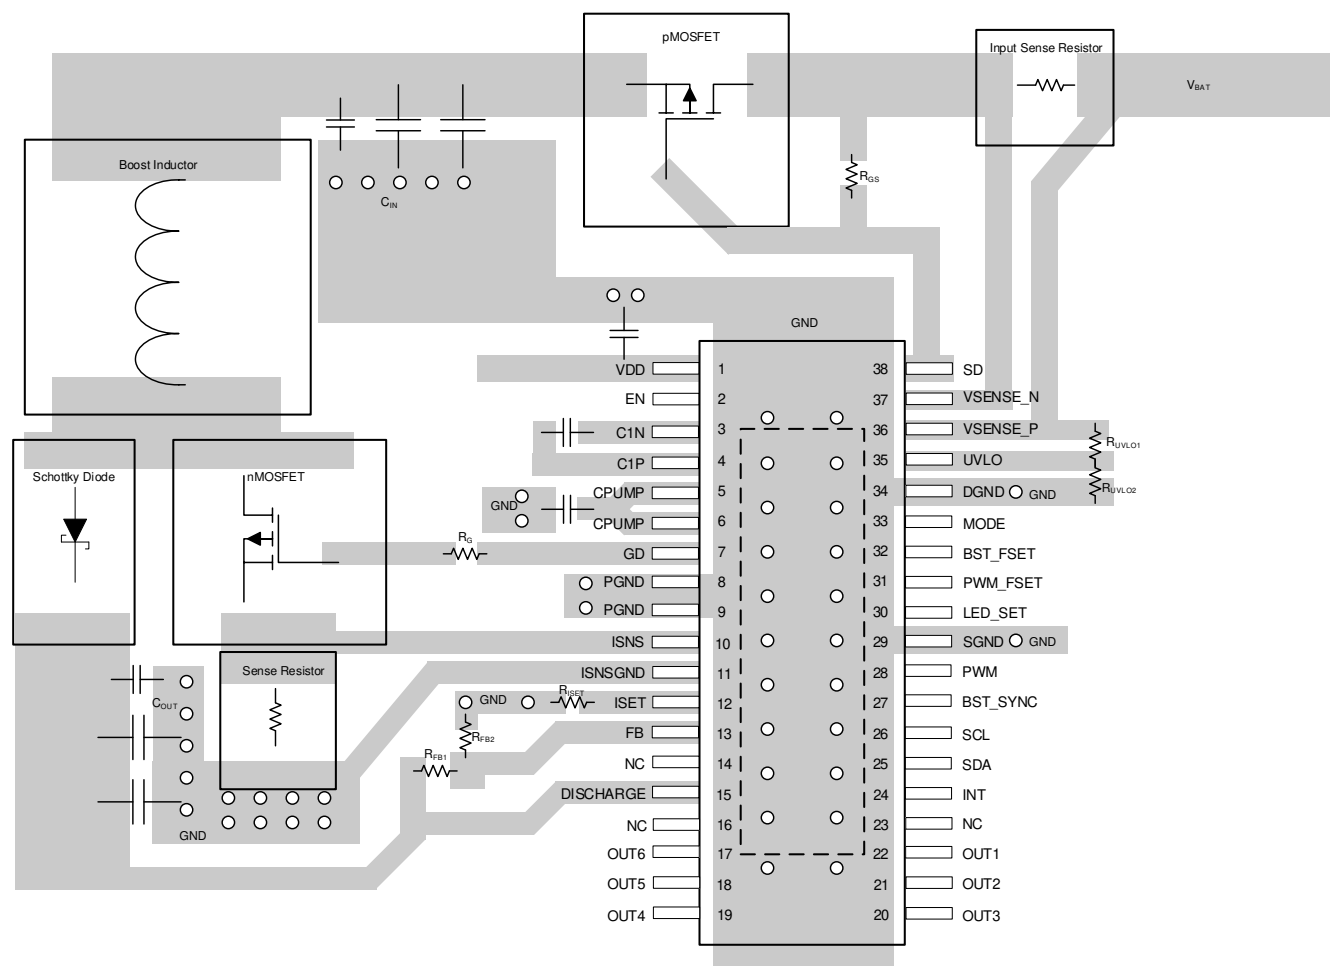 pMOSFET
Input Sense Resistor
VBAT
Boost Inductor
RGS
CIN
GND
VDD 1 38 SD
EN 2 37 VSENSE_N
C1N 3 36 VSENSE_P
RUVLO1
C1P 4 35 UVLO
Schottky Diode
nMOSFET
CPUMP 5 34 DGND GND
RUVLO2
GND
CPUMP 6 33 MODE
RG
GD 7 32 BST_FSET
PGND 8 31 PWM_FSET
PGND 9 30 LED_SET
ISNS 10 29 SGND GND
Sense Resistor
ISNSGND 11 28 PWM
COUT
GND
RISET
ISET 12 27 BST_SYNC
RFB2
FB 13 26 SCL
RFB1
NC 14 25 SDA
DISCHARGE 15 24 INT
GND
NC 16 23 NC
OUT6 17 22 OUT1
OUT5 18 21 OUT2
OUT4 19 20 OUT3